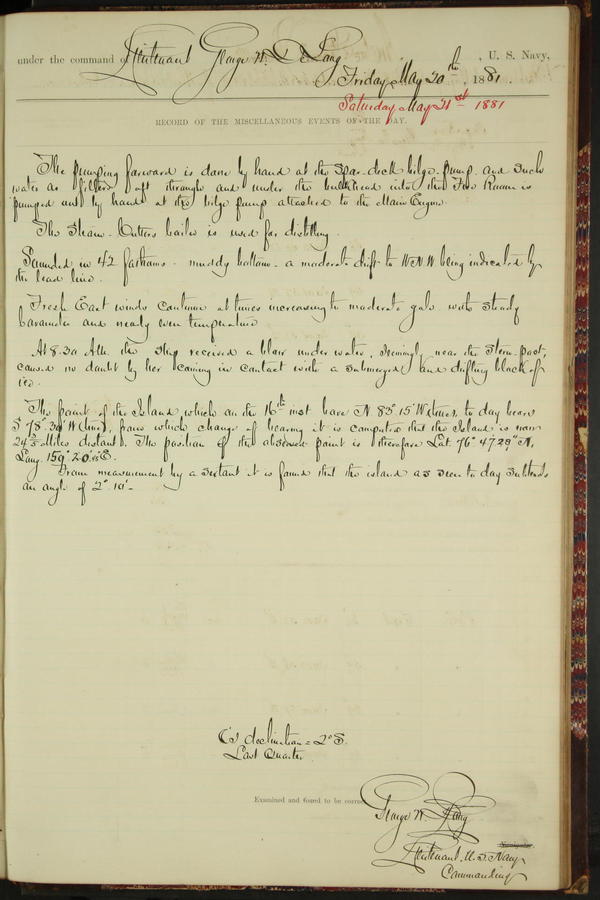 under the command of Lieutenant George W. De Long, U. S. Navy,
Friday May 20th, 1881.
Saturday May 21st 1881
RECORD OF THE MISCELLANEOUS EVENTS OF THE DAY.
The pumping forward is done by hand at the spar-deck bilge-pump and such
water as filters aft through and under the bulkhead into the Fire Room is
pumped out by hand at the bilge pump attached to the Main Engine.
The Steam-Cutters boiler is used for distilling.
Sounded in 42 fathoms - muddy bottom - a moderate drift to WNW being indicated by
the lead line.
Fresh East winds continue at times increasing to moderate gale with steady
barometer and nearly even temperature
At 8.30 AM. the ship received a blow under water, seemingly near the Stern-post,
caused no doubt by her coming in contact with a submerged and drifting block of
ice.
The point of the Island which on the 16th inst bore N 83° 15' W (true), to day bears
S 78° 30' W (true), from which change of bearing it is computed that the Island is now
24 miles distant. The position of the observed point is therefore Lat. 76° 47' 28" N,
Long 159° 20' E.
From measurement by a sextant it is found that the island as seen to day subtends
an angle of 2° 10'-
☾'s declination = 2° S.
Last Quarter
Examined and found to be correct
George W. De Long
Navigator.
Lieutenant, U. S. Navy
Commanding